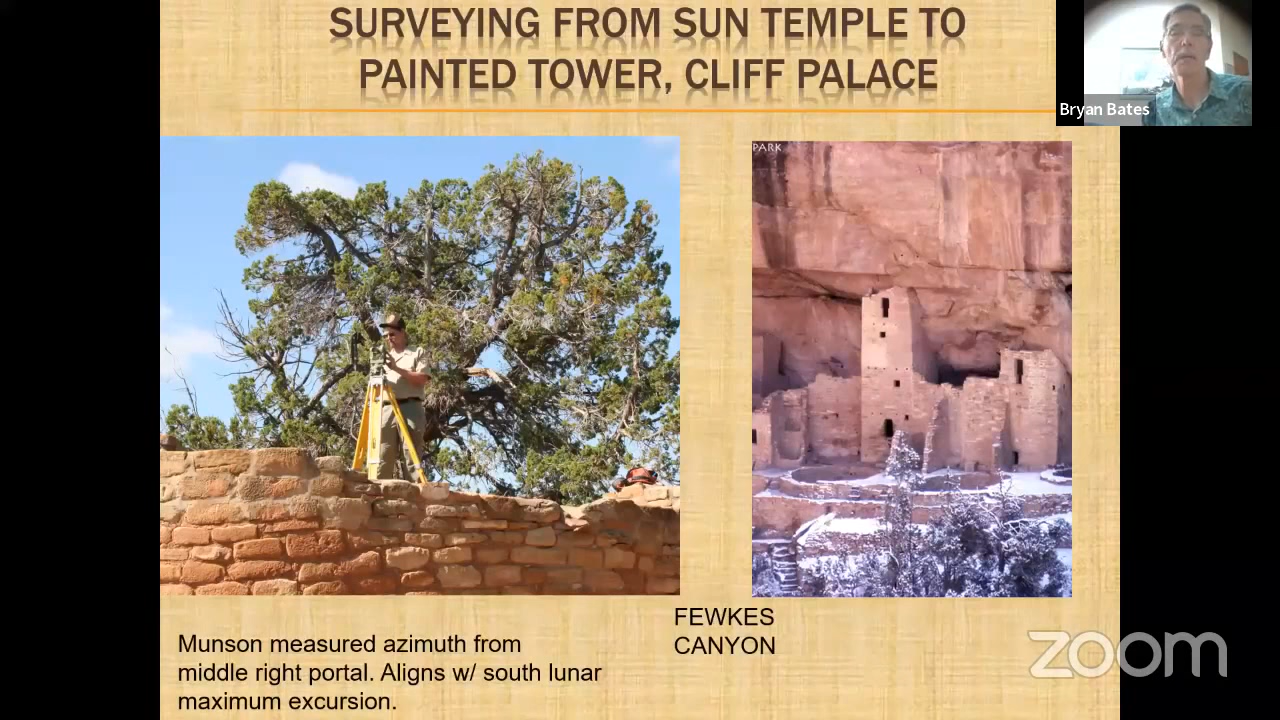 SURVEYING FROM SUN TEMPLE TO
PAINTED TOWER, CLIFF PALACE
Bryan Bates
PARK
FEWKES
CANYON
Munson measured azimuth from
middle right portal. Aligns w/ south lunar
maximum excursion.
zoom